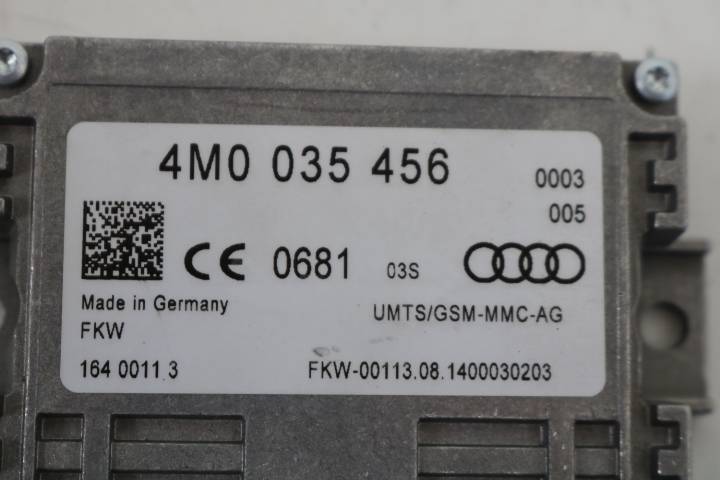 4M0 035 456 0003
005
CE 0681 03S
Made in Germany UMTS/GSM-MMC-AG
FKW
164 0011 3 FKW-00113.08.1400030203